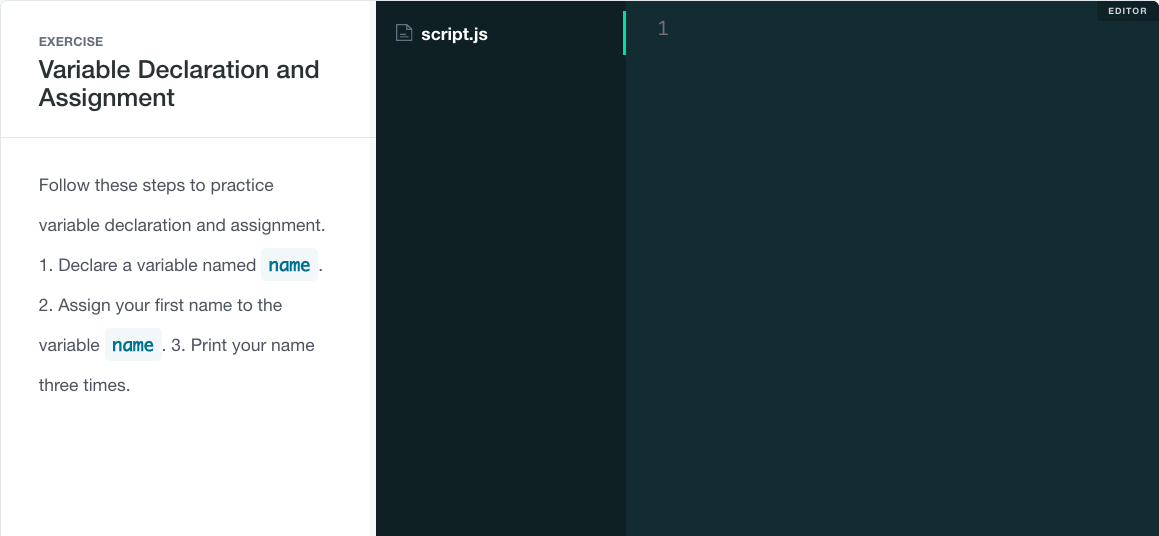 EXERCISE
Variable Declaration and
Assignment
Follow these steps to practice
variable declaration and assignment.
1. Declare a variable named name .
2. Assign your first name to the
variable name . 3. Print your name
three times.
script.js
1
EDITOR